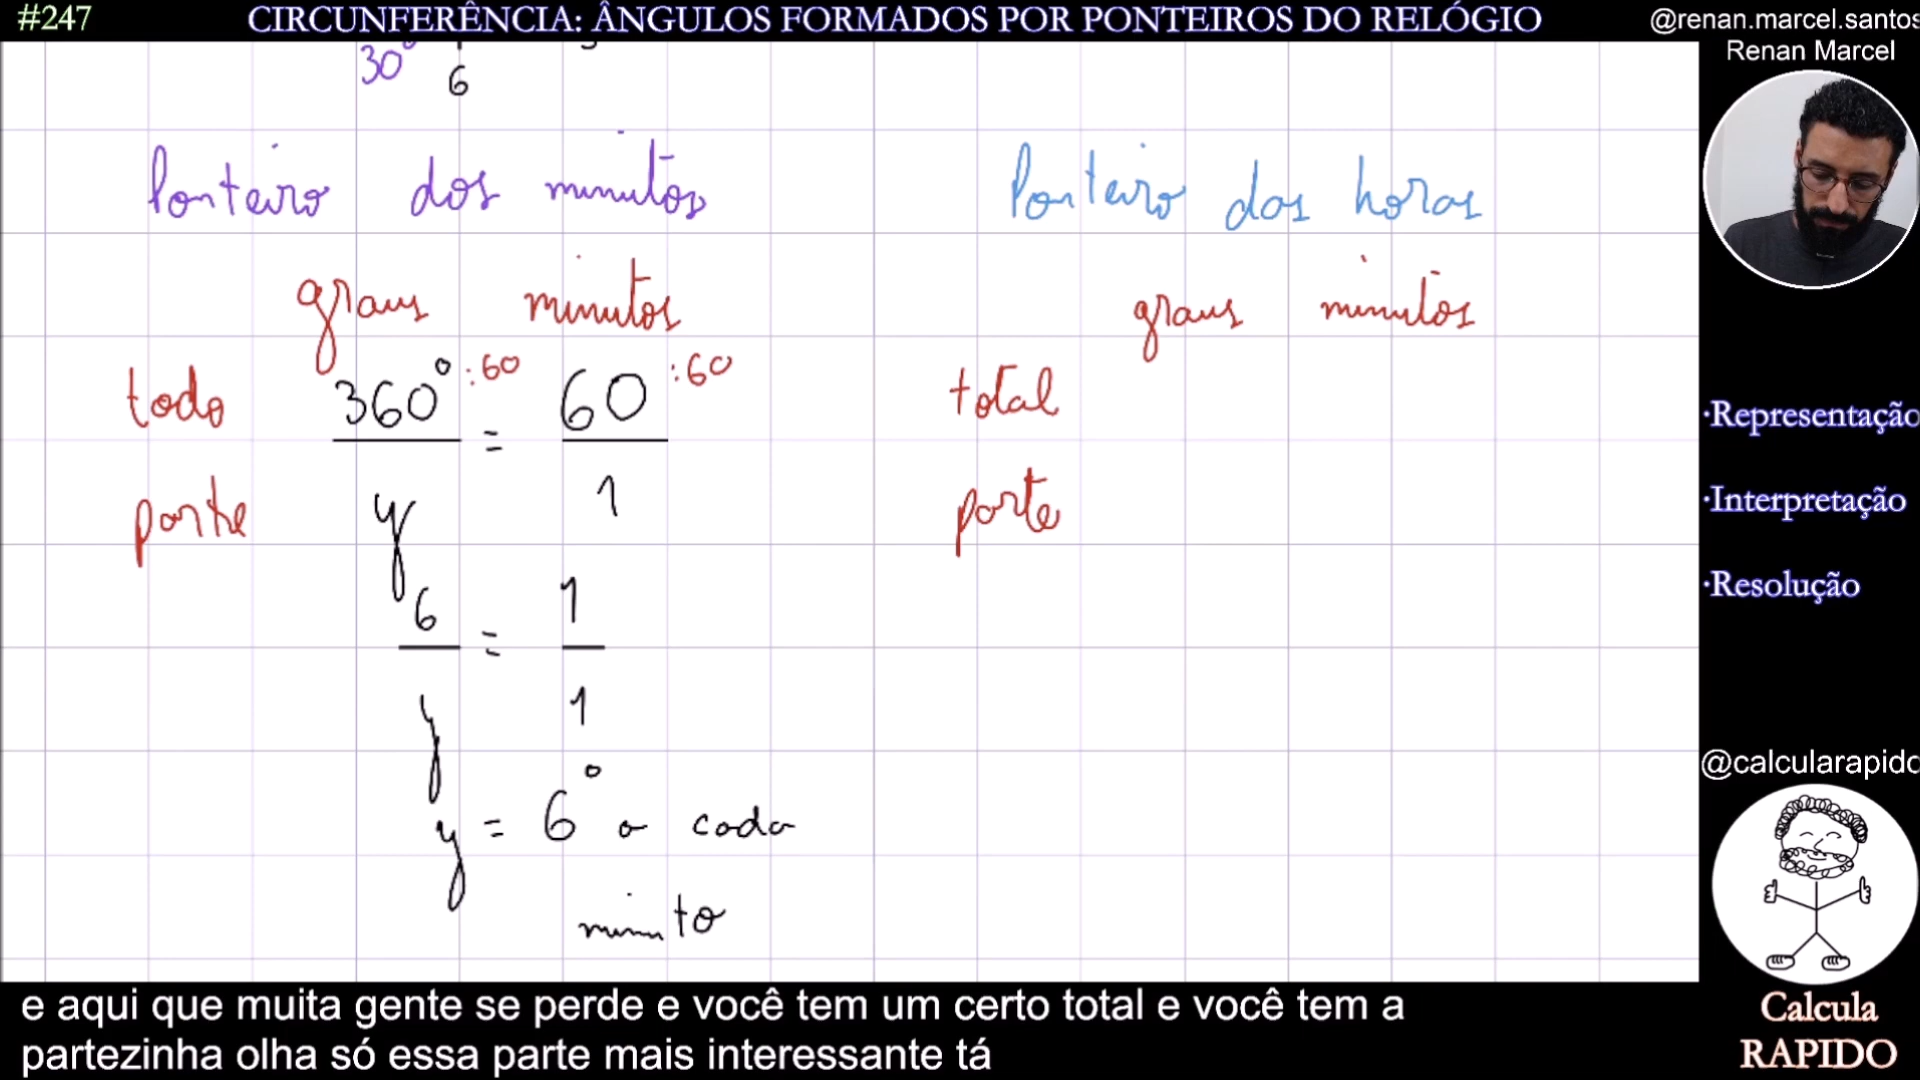 #247
CIRCUNFERÊNCIA: ÂNGULOS FORMADOS POR PONTEIROS DO RELÓGIO
@renan.marcel.santos
Renan Marcel
30°
6
Ponteiro dos minutos
graus minutos
todo 360° :60 = 60 :60
parte y 1
6 = 1
y 1
y = 6° a cada
minuto
Ponteiro das horas
graus minutos
total
parte
·Representação
·Interpretação
·Resolução
@calcularapido
Calcula
RAPIDO
e aqui que muita gente se perde e você tem um certo total e você tem a
partezinha olha só essa parte mais interessante tá